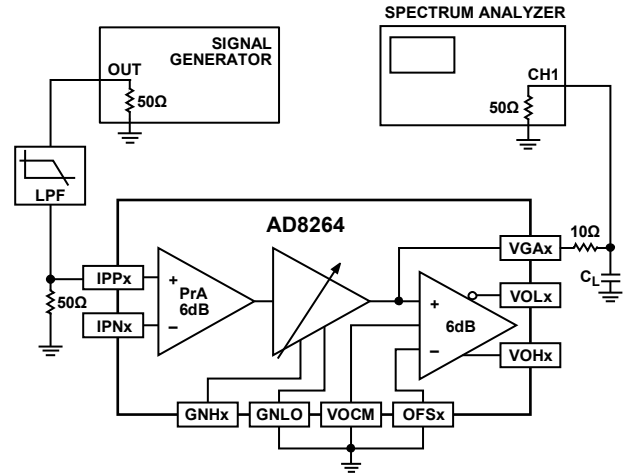 SPECTRUM ANALYZER
SIGNAL
GENERATOR
OUT
50Ω
CH1
50Ω
LPF
AD8264
10Ω
VGAx
CL
IPPx
50Ω
IPNx
+
PrA
6dB
–
+
6dB
–
VOLx
VOHx
GNHx
GNLO
VOCM
OFSx